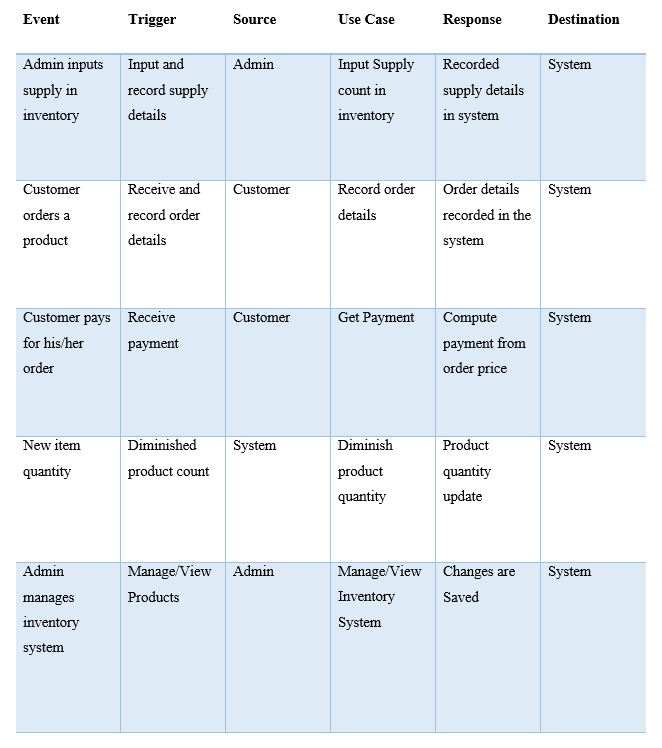 Event Trigger Source Use Case Response Destination
Admin inputs Input and Admin Input Supply Recorded System
supply in record supply count in supply details
inventory details inventory in system
Customer Receive and Customer Record order Order details System
orders a record order details recorded in the
product details system
Customer pays Receive Customer Get Payment Compute System
for his/her payment payment from
order order price
New item Diminished System Diminish Product System
quantity product count product quantity
quantity update
Admin Manage/View Admin Manage/View Changes are System
manages Products Inventory Saved
inventory System
system